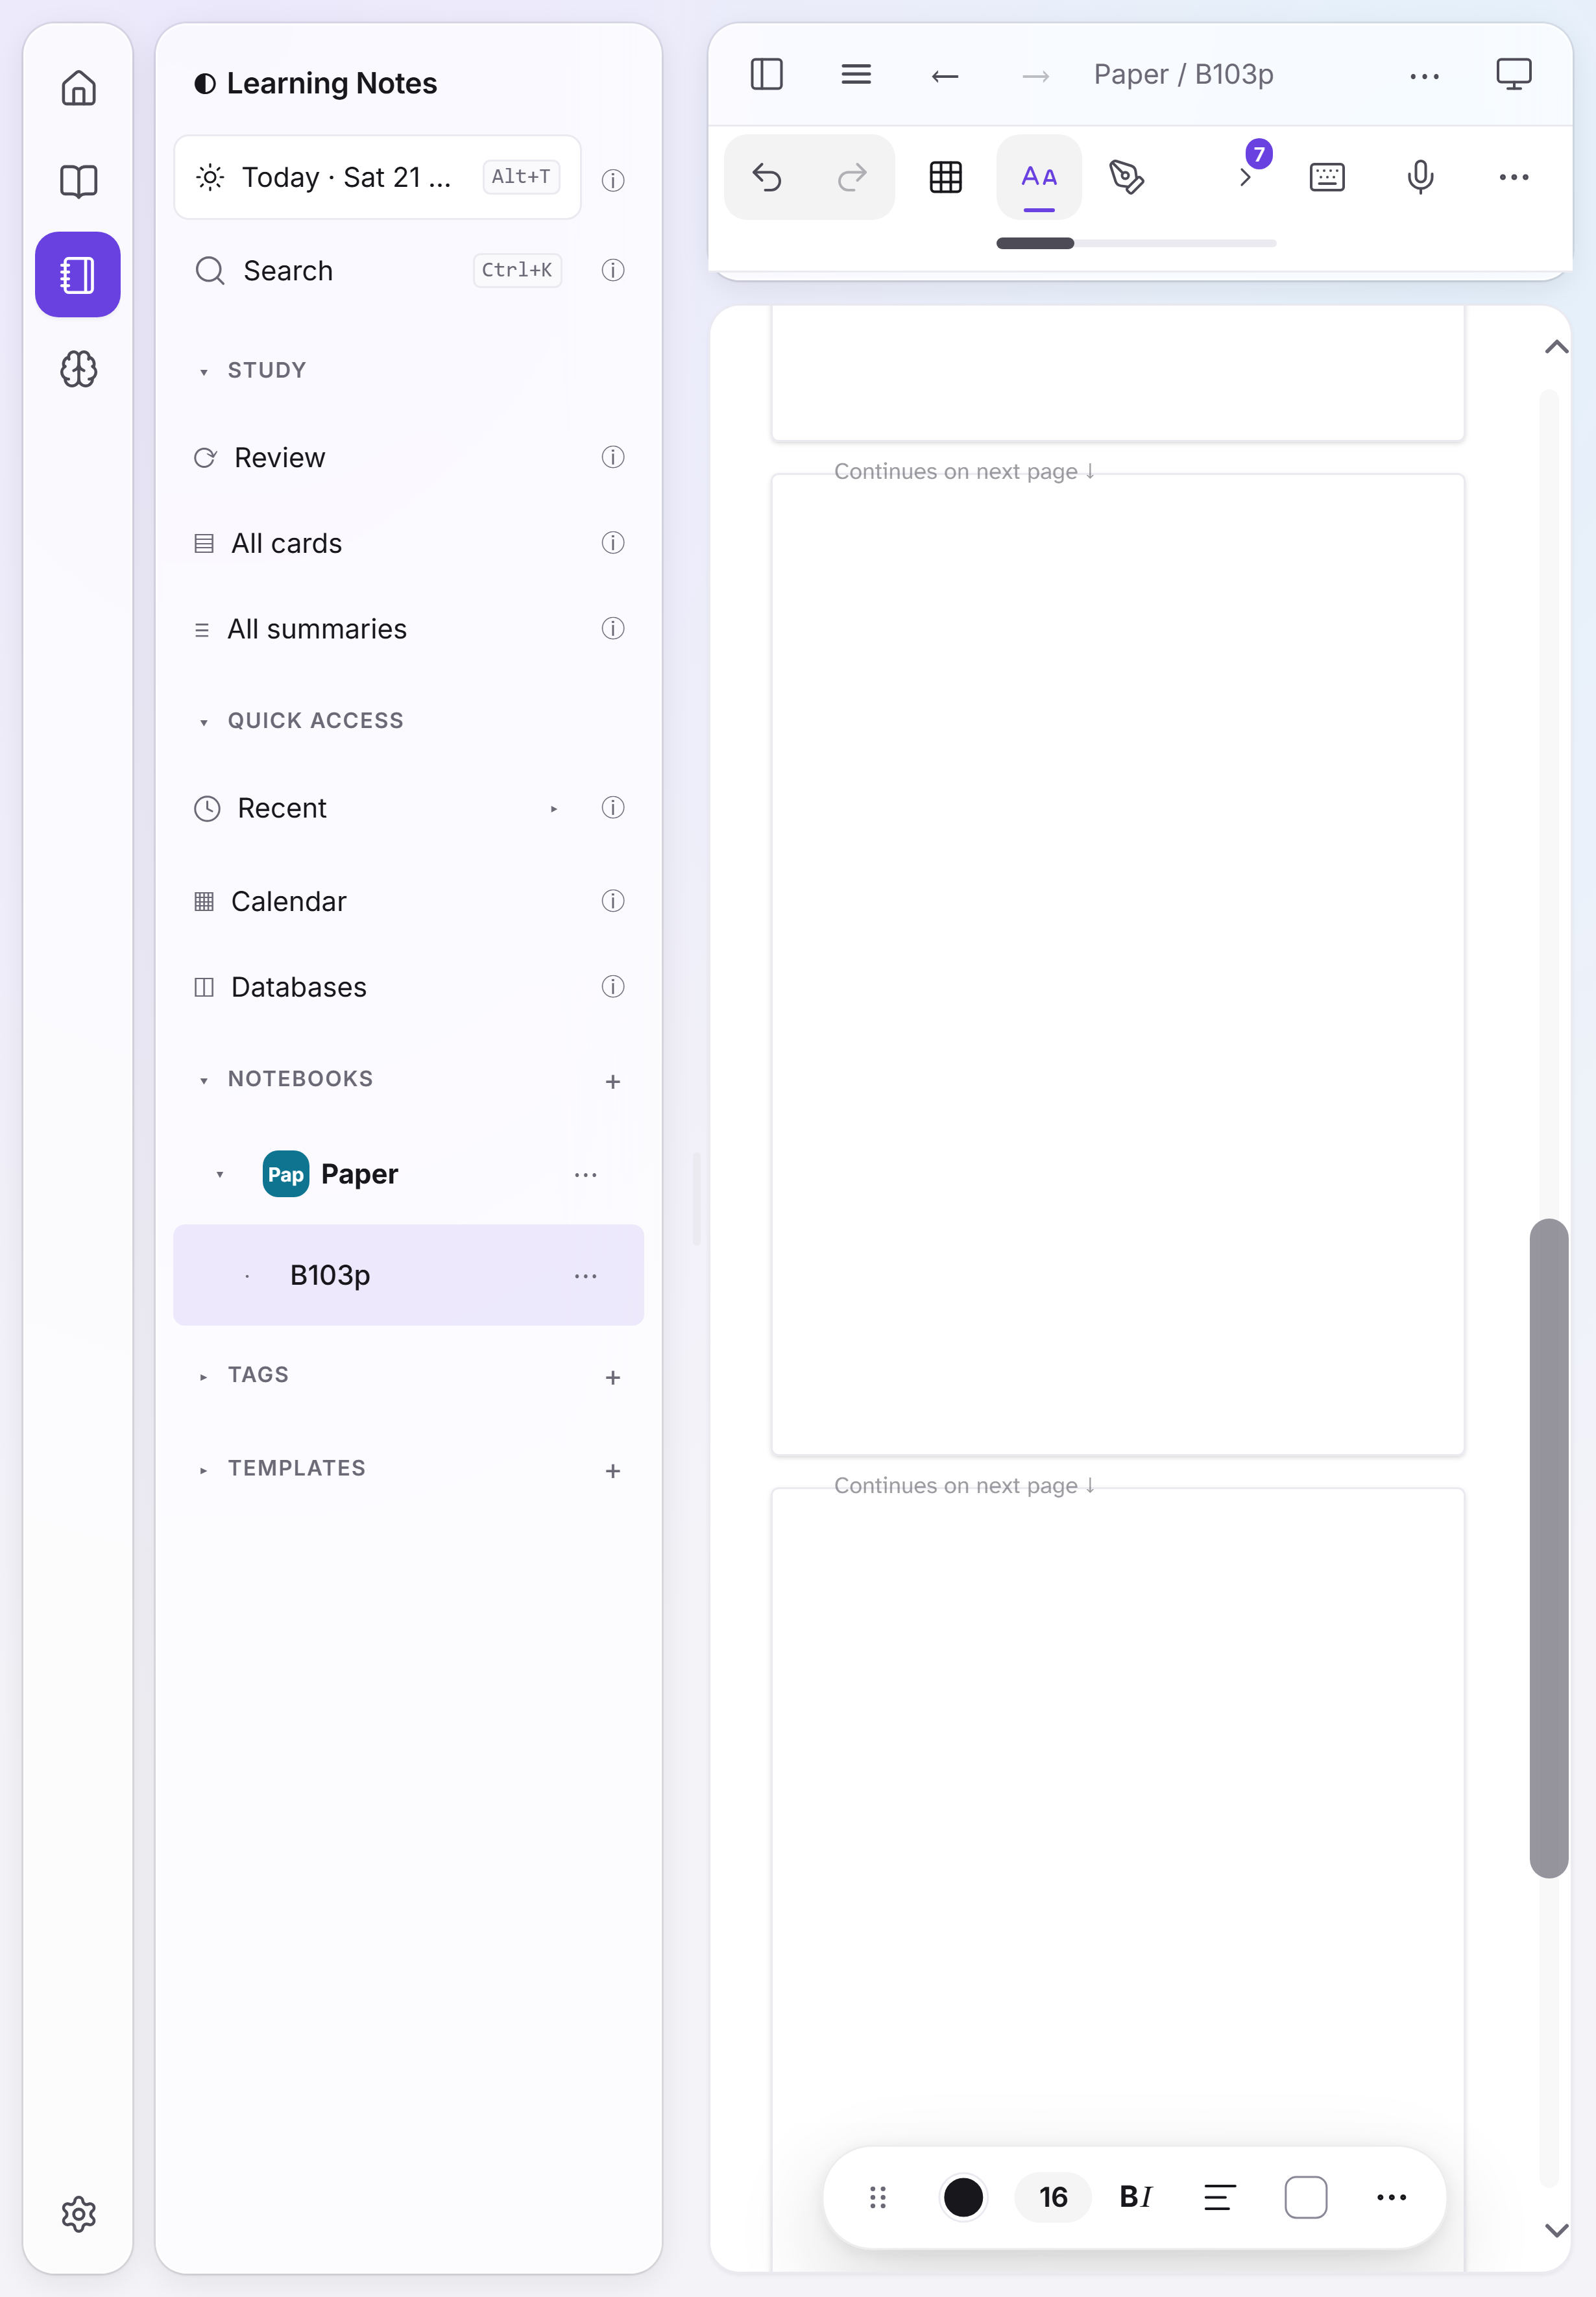 Learning Notes
Today · Sat 21 ... Alt+T
Search Ctrl+K
STUDY
Review
All cards
All summaries
QUICK ACCESS
Recent
Calendar
Databases
NOTEBOOKS
Pap Paper
B103p
TAGS
TEMPLATES
Paper / B103p
AA
7
Continues on next page ↓
Continues on next page ↓
16 BI